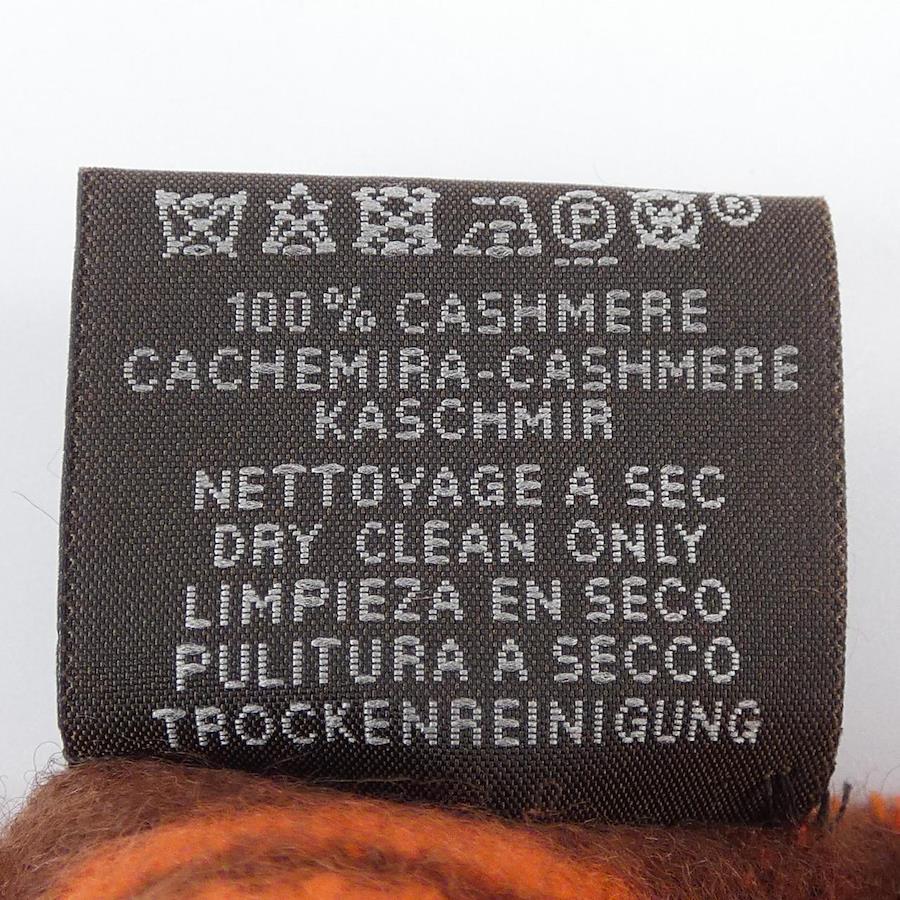 P
100% CASHMERE
CACHEMIRA-CASHMERE
KASCHMIR
NETTOYAGE A SEC
DRY CLEAN ONLY
LIMPIEZA EN SECO
PULITURA A SECCO
TROCKENREINIGUNG